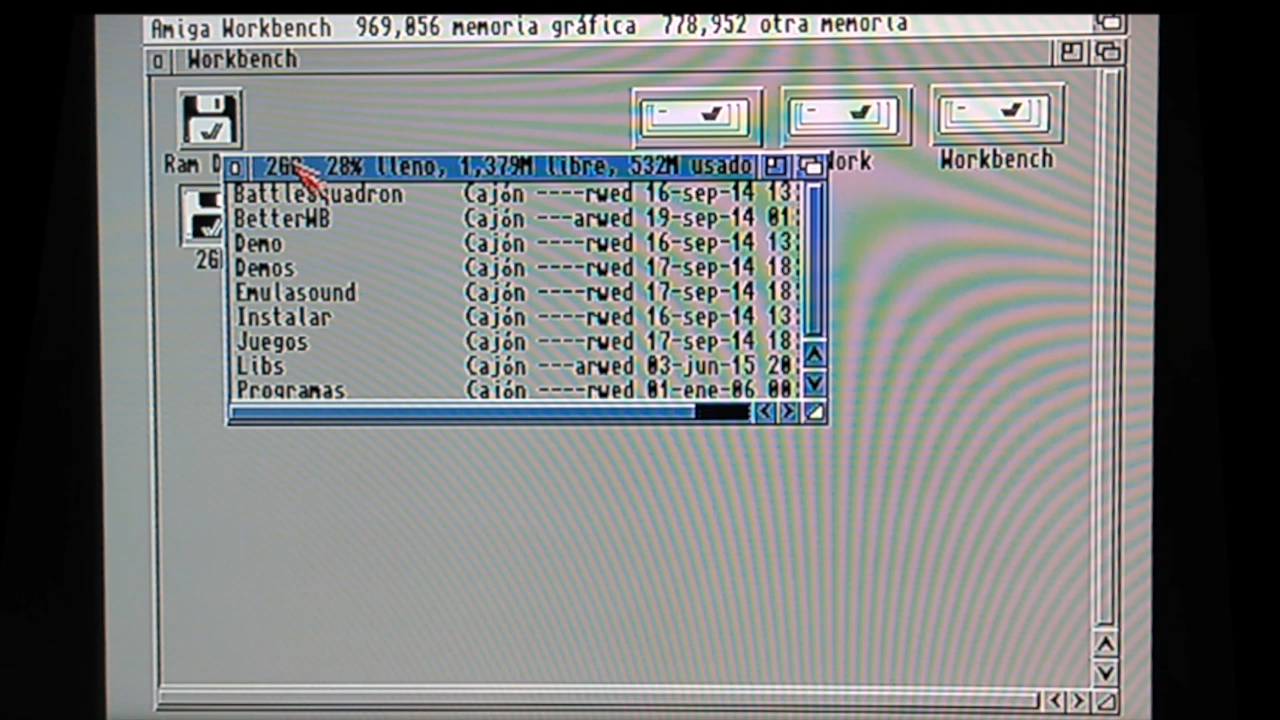 Amiga Workbench 969,056 memoria gráfica 778,952 otra memoria
Workbench
Ram D
Work
Workbench
28% lleno, 1,379M libre, 532M usado
Battlesquadron Cajón ----rwed 16-sep-14 13:
BetterWB Cajón ----arwed 19-sep-14 01:
Demo Cajón ----rwed 16-sep-14 13:
Demos Cajón ----rwed 17-sep-14 18:
Emulasound Cajón ----rwed 17-sep-14 18:
Instalar Cajón ----rwed 16-sep-14 13:
Juegos Cajón ----rwed 17-sep-14 18:
Libs Cajón ----arwed 03-jun-15 20:
Programas Cajón ----rwed 01-ene-06 00: